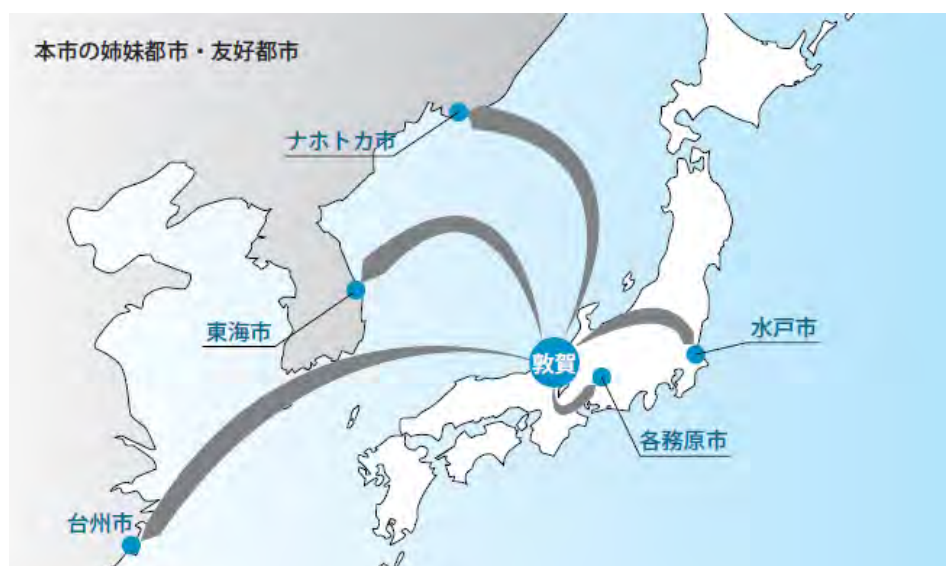 本市の姉妹都市・友好都市
ナホトカ市
東海市
水戸市
敦賀
各務原市
台州市